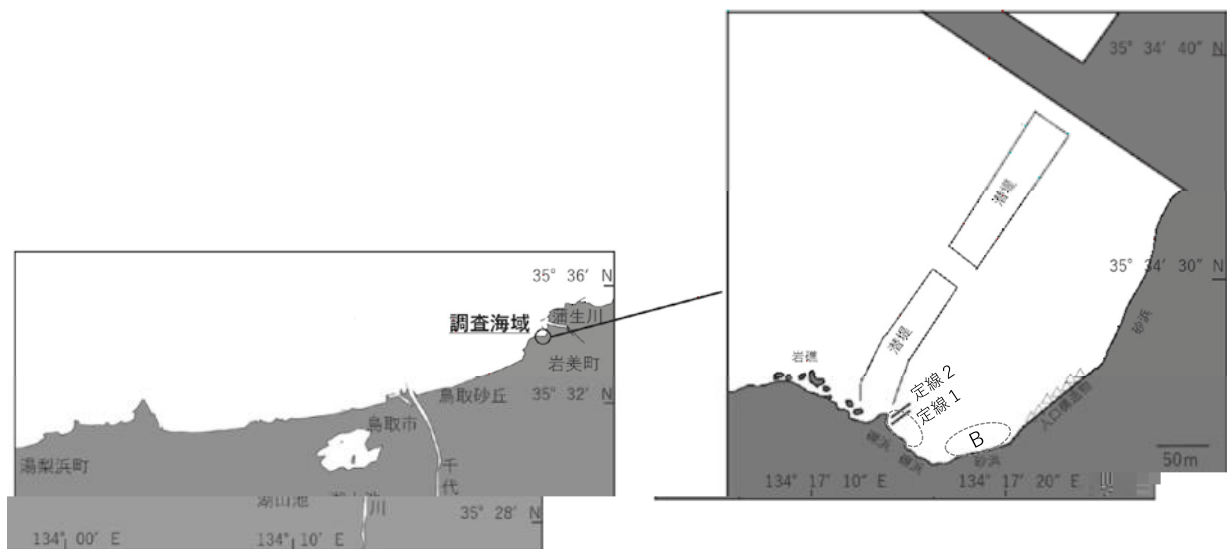 35° 36′ N
蒲生川
調査海域
岩美町
鳥取砂丘
35° 32′ N
鳥取市
湯梨浜町
千代
川
湖山池
35° 28′ N
134° 00′ E
134° 10′ E
35° 34′ 40″ N
潜堤
35° 34′ 30″ N
潜堤
砂浜
岩礁
定線 2
定線 1
人口構造物
B
礫浜
礫浜
砂浜
50m
134° 17′ 10″ E
134° 17′ 20″ E